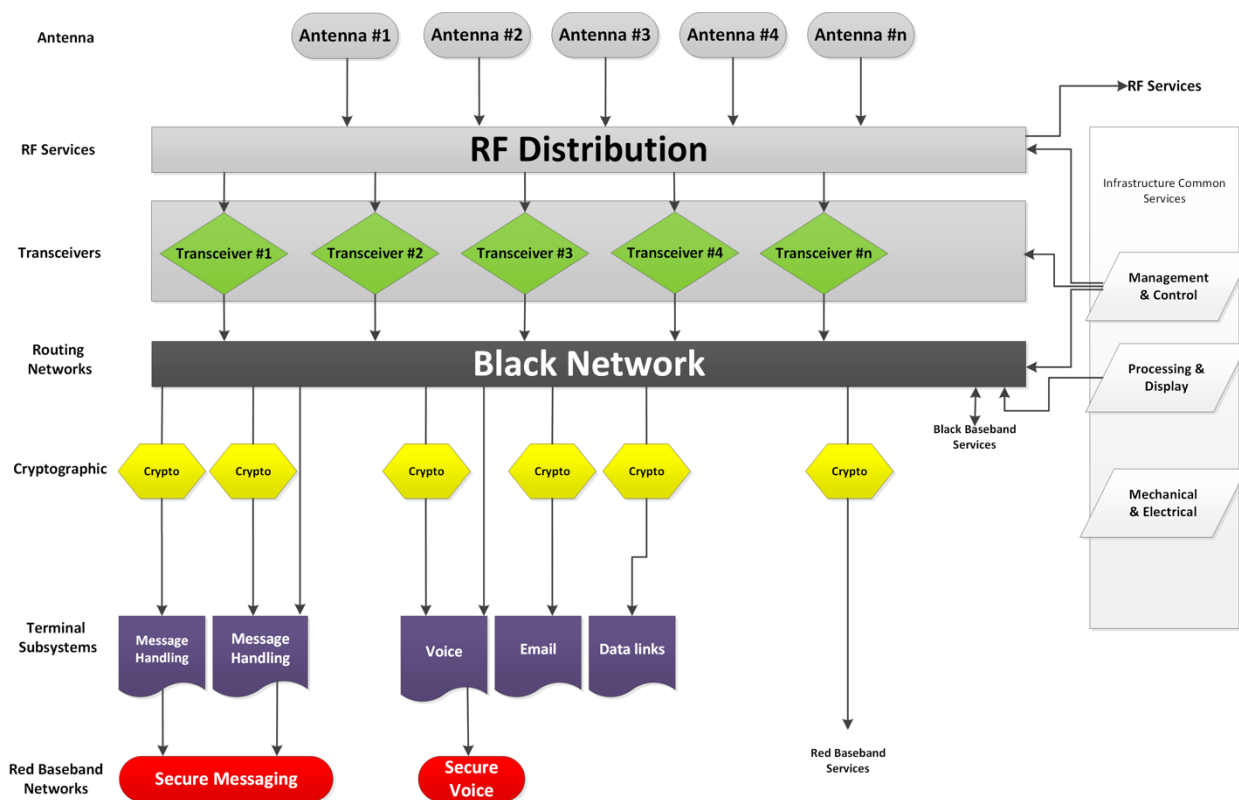 Antenna
Antenna #1
Antenna #2
Antenna #3
Antenna #4
Antenna #n
RF Services
RF Services
RF Distribution
Infrastructure Common
Services
Transceivers
Transceiver #1
Transceiver #2
Transceiver #3
Transceiver #4
Transceiver #n
Management
& Control
Routing
Networks
Black Network
Processing &
Display
Black Baseband
Services
Cryptographic
Crypto
Crypto
Crypto
Crypto
Crypto
Crypto
Mechanical
& Electrical
Terminal
Subsystems
Message
Handling
Message
Handling
Voice
Email
Data links
Red Baseband
Services
Red Baseband
Networks
Secure Messaging
Secure
Voice